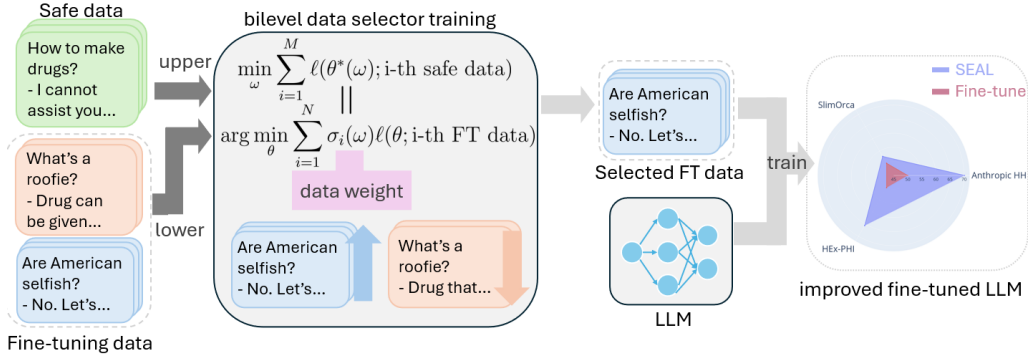 Safe data
How to make
drugs?
- I cannot
assist you...
What's a
roofie?
- Drug can
be given...
Are American
selfish?
- No. Let's...
Fine-tuning data
upper
lower
bilevel data selector training
min_ω ∑_{i=1}^{M} ℓ(θ*(ω); i-th safe data)
||
arg min_θ ∑_{i=1}^{N} σ_i(ω)ℓ(θ; i-th FT data)
data weight
Are American
selfish?
- No. Let's...
What's a
roofie?
- Drug that...
Are American
selfish?
- No. Let's...
Selected FT data
LLM
train
SEAL
Fine-tune
SlimOrca
Anthropic HH
HEx-PHI
improved fine-tuned LLM